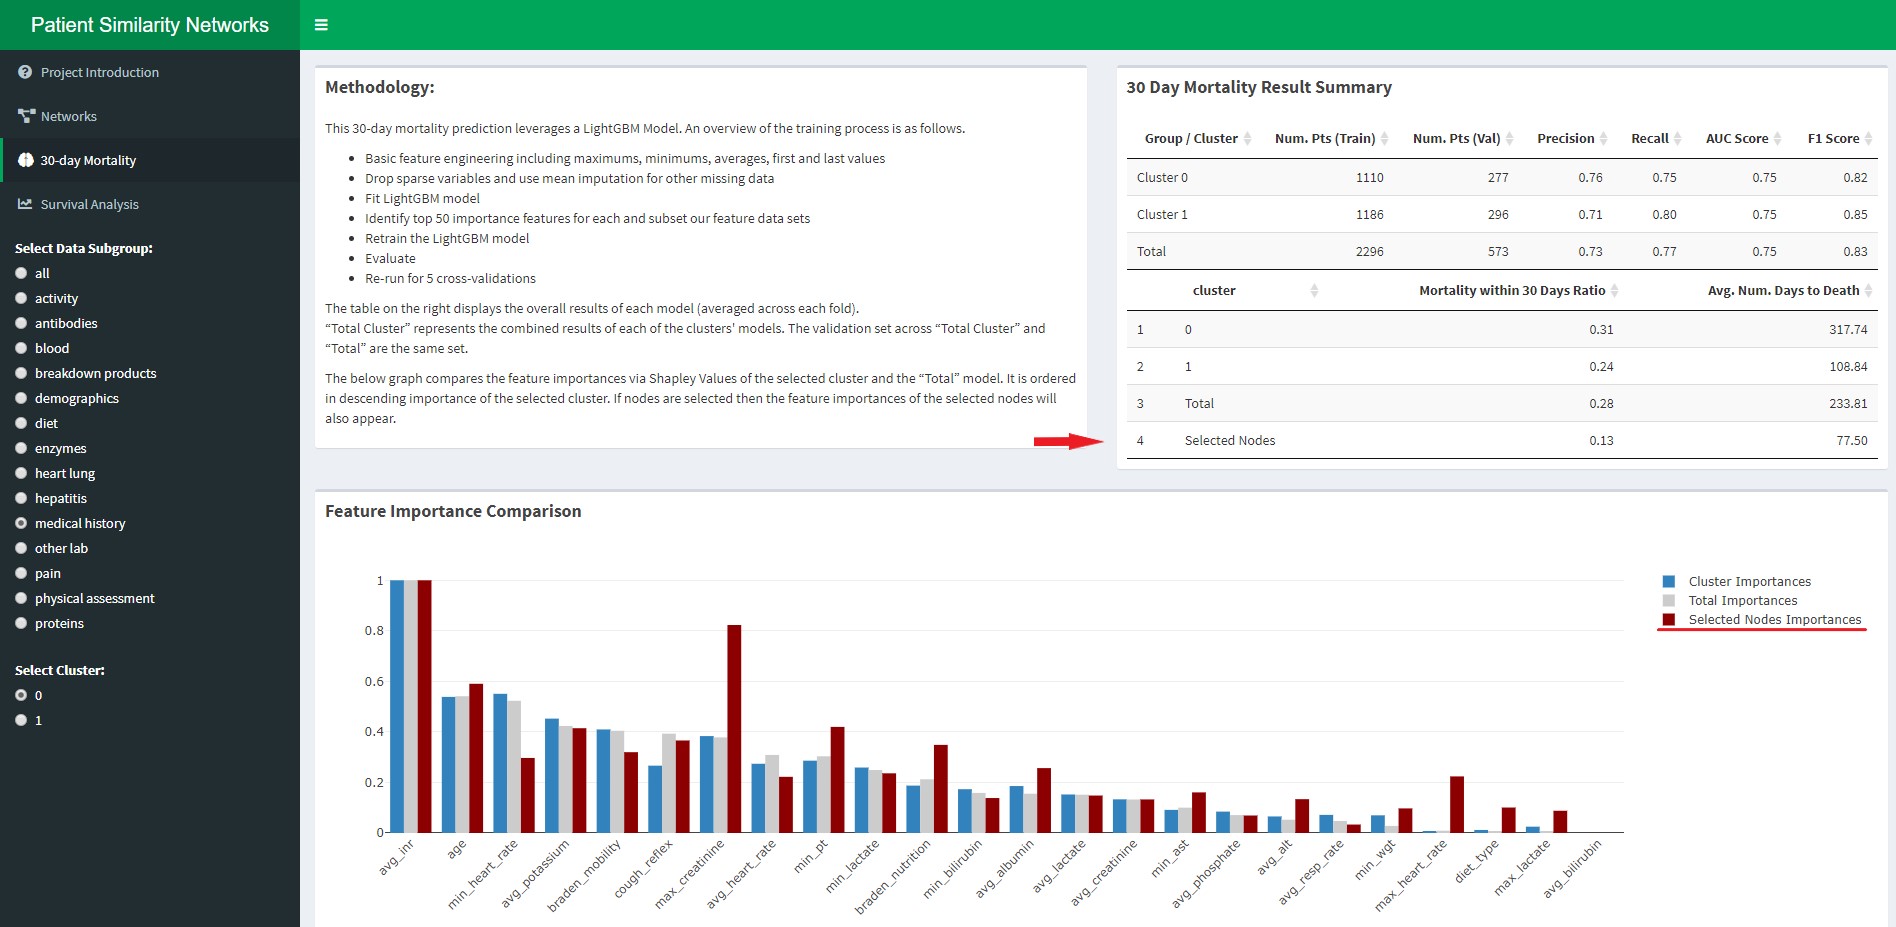 Patient Similarity Networks
Project Introduction
Networks
30-day Mortality
Survival Analysis
Select Data Subgroup:
all
activity
antibodies
blood
breakdown products
demographics
diet
enzymes
heart lung
hepatitis
medical history
other lab
pain
physical assessment
proteins
Select Cluster:
0
1
Methodology:
This 30-day mortality prediction leverages a LightGBM Model. An overview of the training process is as follows.
• Basic feature engineering including maximums, minimums, averages, first and last values
• Drop sparse variables and use mean imputation for other missing data
• Fit LightGBM model
• Identify top 50 importance features for each and subset our feature data sets
• Retrain the LightGBM model
• Evaluate
• Re-run for 5 cross-validations
The table on the right displays the overall results of each model (averaged across each fold).
“Total Cluster” represents the combined results of each of the clusters' models. The validation set across “Total Cluster” and
“Total” are the same set.
The below graph compares the feature importances via Shapley Values of the selected cluster and the “Total” model. It is ordered
in descending importance of the selected cluster. If nodes are selected then the feature importances of the selected nodes will
also appear.
30 Day Mortality Result Summary
Group / Cluster Num. Pts (Train) Num. Pts (Val) Precision Recall AUC Score F1 Score
Cluster 0 1110 277 0.76 0.75 0.75 0.82
Cluster 1 1186 296 0.71 0.80 0.75 0.85
Total 2296 573 0.73 0.77 0.75 0.83
cluster Mortality within 30 Days Ratio Avg. Num. Days to Death
1 0 0.31 317.74
2 1 0.24 108.84
3 Total 0.28 233.81
4 Selected Nodes 0.13 77.50
Feature Importance Comparison
1
0.8
0.6
0.4
0.2
0
avg_inr
age
min_heart_rate
avg_potassium
braden_mobility
cough_reflex
max_creatinine
avg_heart_rate
min_pt
min_lactate
braden_nutrition
min_bilirubin
avg_albumin
avg_lactate
avg_creatinine
min_ast
avg_phosphate
avg_alt
avg_resp_rate
min_wgt
max_heart_rate
diet_type
max_lactate
avg_bilirubin
Cluster Importances
Total Importances
Selected Nodes Importances